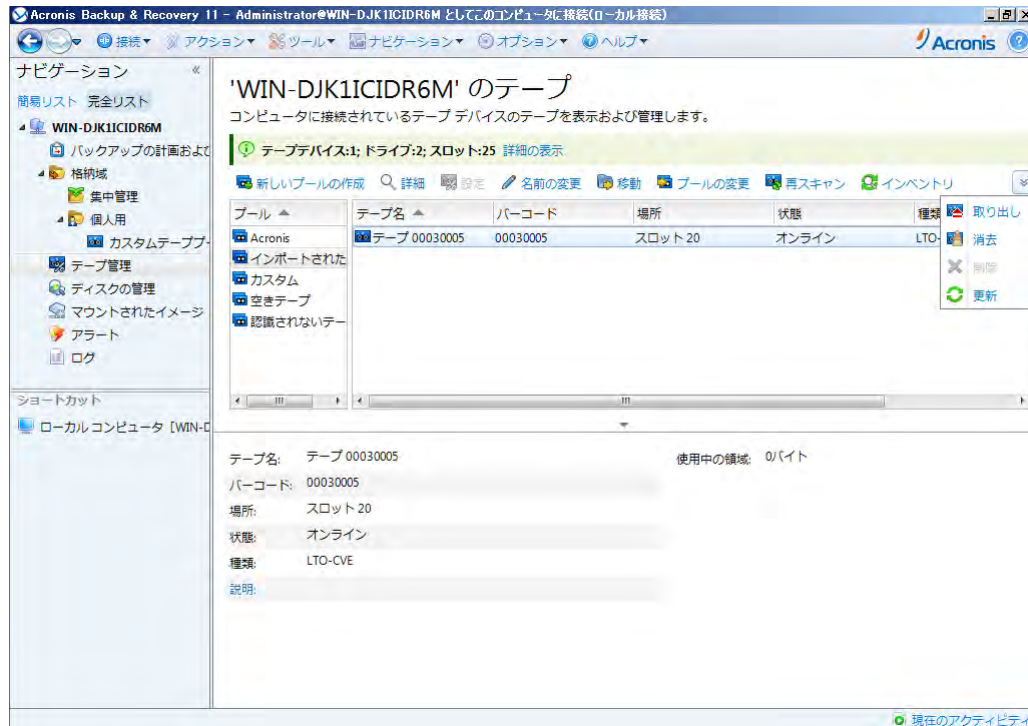 Acronis Backup & Recovery 11 - Administrator@WIN-DJK1ICIDR6M としてこのコンピュータに接続(ローカル接続)
接続 アクション ツール ナビゲーション オプション ヘルプ Acronis
ナビゲーション
簡易リスト 完全リスト
WIN-DJK1ICIDR6M
バックアップの計画およ
格納域
集中管理
個人用
カスタムテーププ-
テープ管理
ディスクの管理
マウントされたイメージ
アラート
ログ
ショートカット
ローカル コンピュータ [WIN-D
'WIN-DJK1ICIDR6M' のテープ
コンピュータに接続されているテープ デバイスのテープを表示および管理します。
テープデバイス:1; ドライブ:2; スロット:25 詳細の表示
新しいプールの作成 詳細 設定 名前の変更 移動 プールの変更 再スキャン インベントリ
取り出し
消去
削除
更新
プール テープ名 バーコード 場所 状態 種類
Acronis
インポートされた
カスタム
空きテープ
認識されないテー
テープ 00030005 00030005 スロット 20 オンライン LTO-
テープ名: テープ 00030005 使用中の領域: 0バイト
バーコード: 00030005
場所: スロット 20
状態: オンライン
種類: LTO-CVE
説明:
現在のアクティビティ